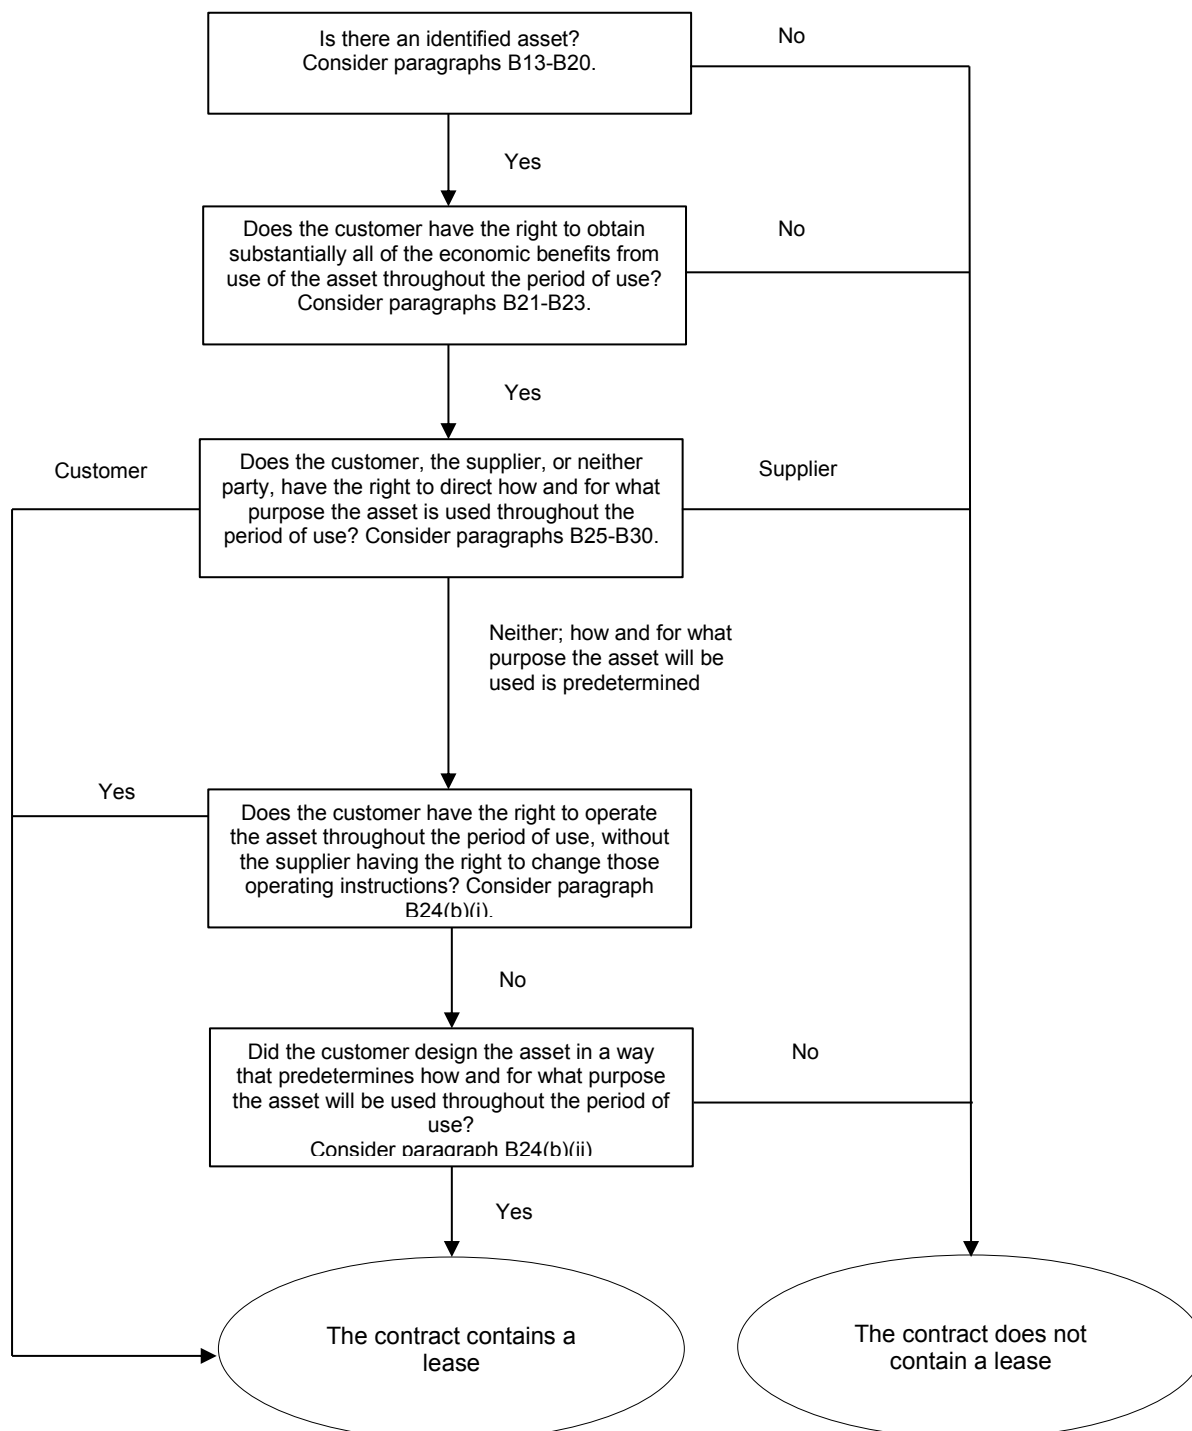 Is there an identified asset?
Consider paragraphs B13-B20.
No
Yes
Does the customer have the right to obtain
substantially all of the economic benefits from
use of the asset throughout the period of use?
Consider paragraphs B21-B23.
No
Yes
Customer
Does the customer, the supplier, or neither
party, have the right to direct how and for what
purpose the asset is used throughout the
period of use? Consider paragraphs B25-B30.
Supplier
Neither; how and for what
purpose the asset will be
used is predetermined
Yes
Does the customer have the right to operate
the asset throughout the period of use, without
the supplier having the right to change those
operating instructions? Consider paragraph
B24(b)(i).
No
Did the customer design the asset in a way
that predetermines how and for what purpose
the asset will be used throughout the period of
use?
Consider paragraph B24(b)(ii)
No
Yes
The contract contains a
lease
The contract does not
contain a lease